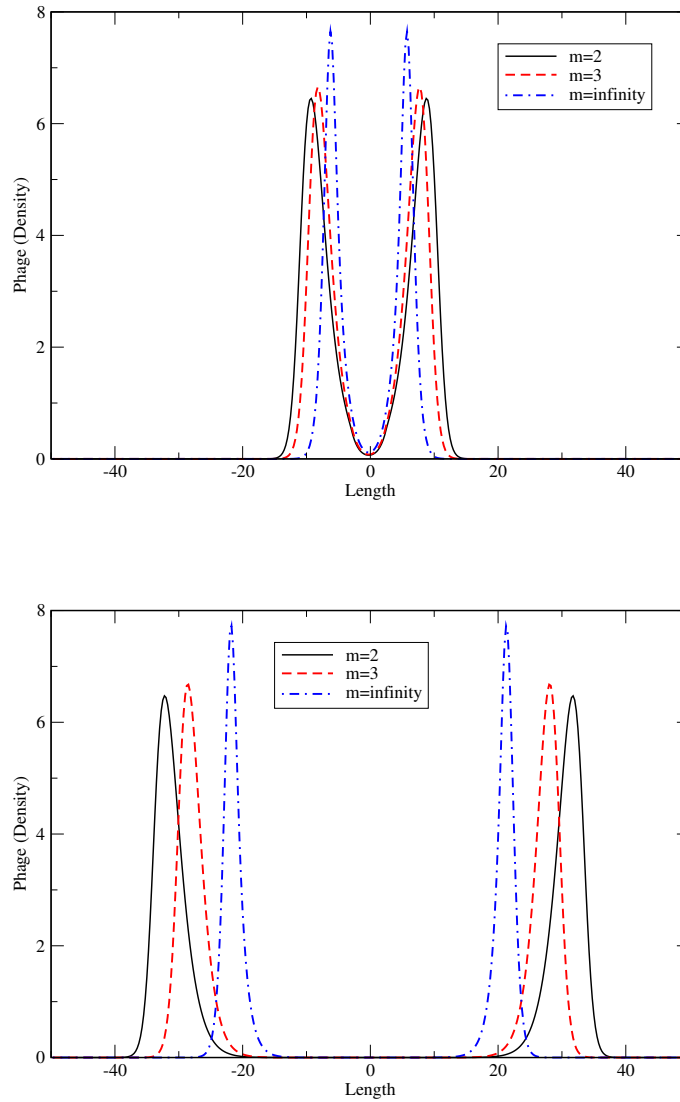 8
m=2
m=3
m=infinity
6
Phage (Density)
4
2
0
-40 -20 0 20 40
Length
8
m=2
m=3
m=infinity
6
Phage (Density)
4
2
0
-40 -20 0 20 40
Length